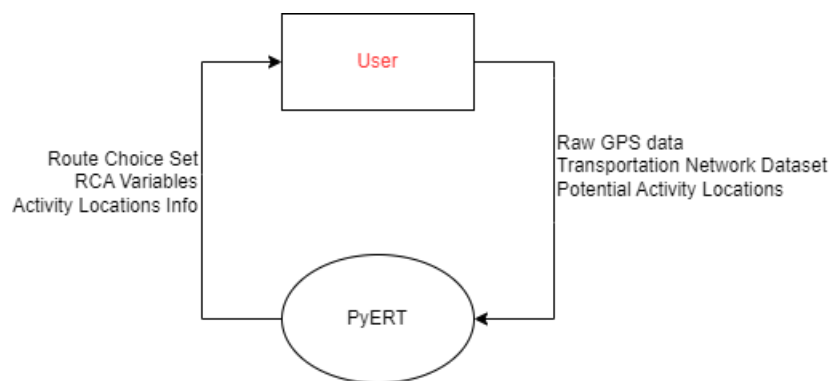 User
Route Choice Set
RCA Variables
Activity Locations Info
Raw GPS data
Transportation Network Dataset
Potential Activity Locations
PyERT